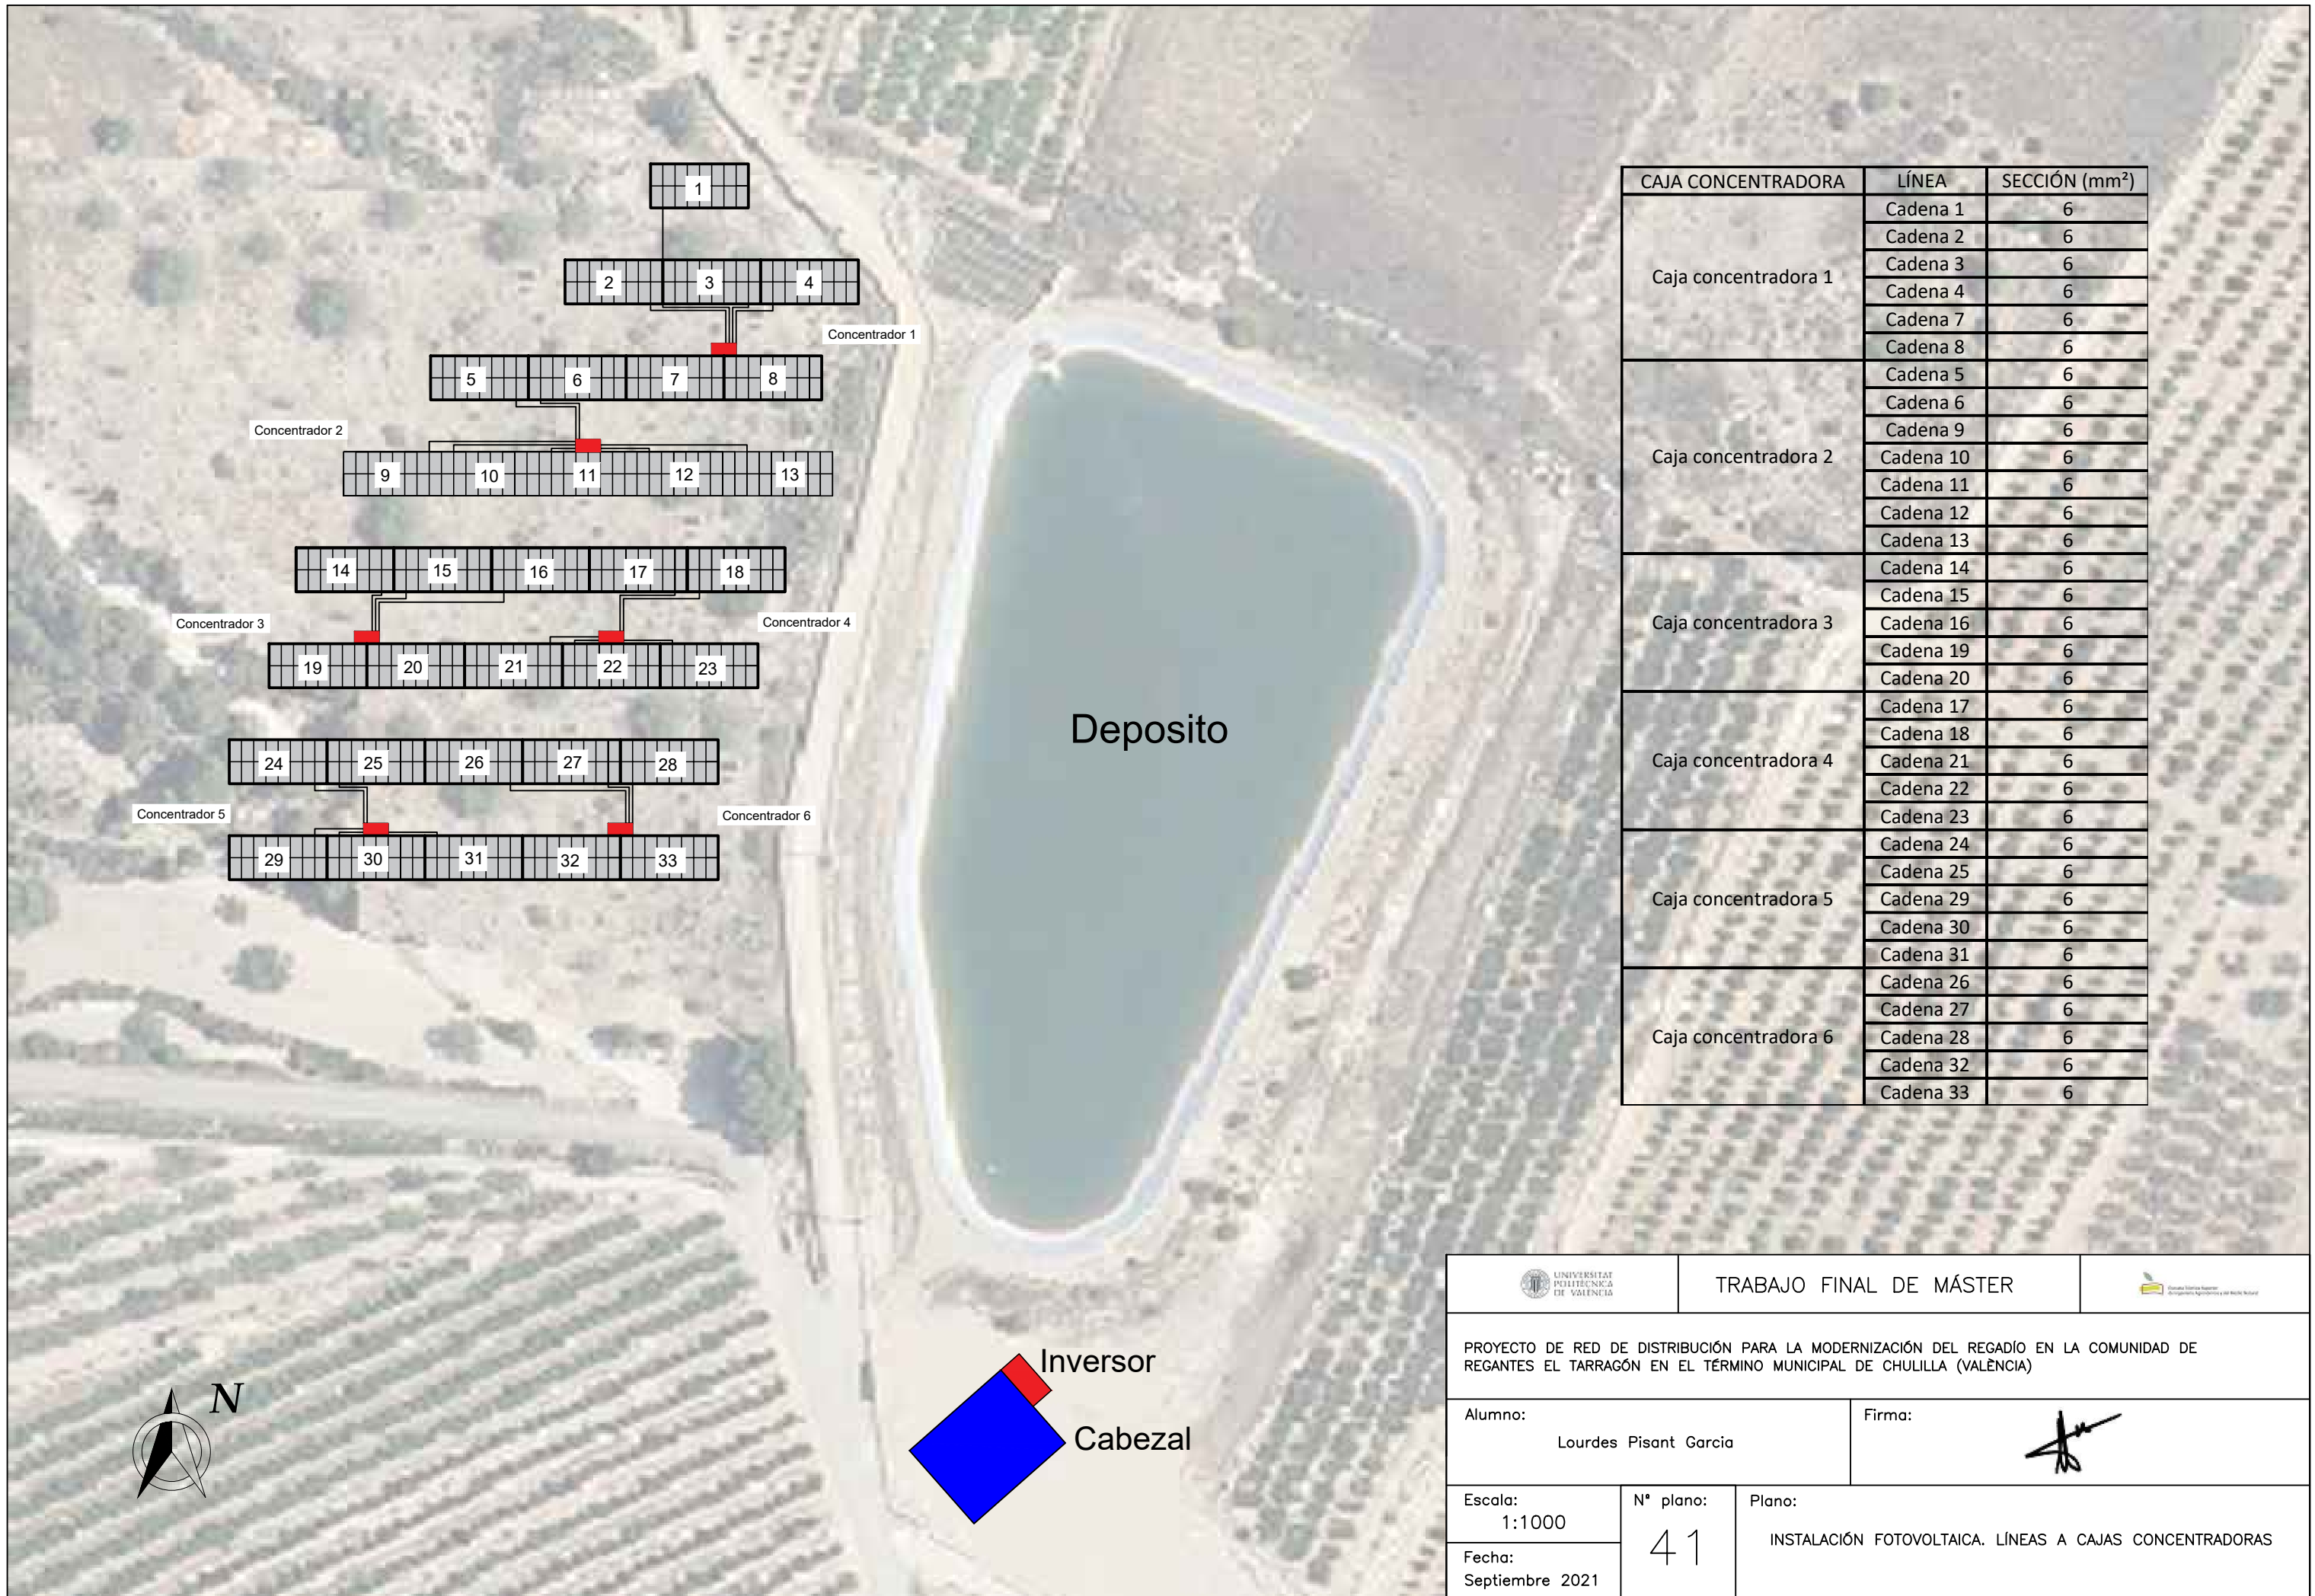 1
2 3 4
Concentrador 1
5 6 7 8
Concentrador 2
9 10 11 12 13
14 15 16 17 18
Concentrador 3
Concentrador 4
19 20 21 22 23
24 25 26 27 28
Concentrador 5
Concentrador 6
29 30 31 32 33
Deposito
Inversor
Cabezal
N
CAJA CONCENTRADORA LÍNEA SECCIÓN (mm²)
Caja concentradora 1
Cadena 1 6
Cadena 2 6
Cadena 3 6
Cadena 4 6
Cadena 7 6
Cadena 8 6
Caja concentradora 2
Cadena 5 6
Cadena 6 6
Cadena 9 6
Cadena 10 6
Cadena 11 6
Cadena 12 6
Cadena 13 6
Caja concentradora 3
Cadena 14 6
Cadena 15 6
Cadena 16 6
Cadena 19 6
Cadena 20 6
Caja concentradora 4
Cadena 17 6
Cadena 18 6
Cadena 21 6
Cadena 22 6
Cadena 23 6
Caja concentradora 5
Cadena 24 6
Cadena 25 6
Cadena 29 6
Cadena 30 6
Cadena 31 6
Caja concentradora 6
Cadena 26 6
Cadena 27 6
Cadena 28 6
Cadena 32 6
Cadena 33 6
UNIVERSITAT
POLITÈCNICA
DE VALÈNCIA
TRABAJO FINAL DE MÁSTER
Escuela Técnica Superior
de Ingeniería Agronómica y del Medio Natural
PROYECTO DE RED DE DISTRIBUCIÓN PARA LA MODERNIZACIÓN DEL REGADÍO EN LA COMUNIDAD DE
REGANTES EL TARRAGÓN EN EL TÉRMINO MUNICIPAL DE CHULILLA (VALÈNCIA)
Alumno:
Lourdes Pisant Garcia
Firma:
Escala:
1:1000
Fecha:
Septiembre 2021
Nº plano:
41
Plano:
INSTALACIÓN FOTOVOLTAICA. LÍNEAS A CAJAS CONCENTRADORAS